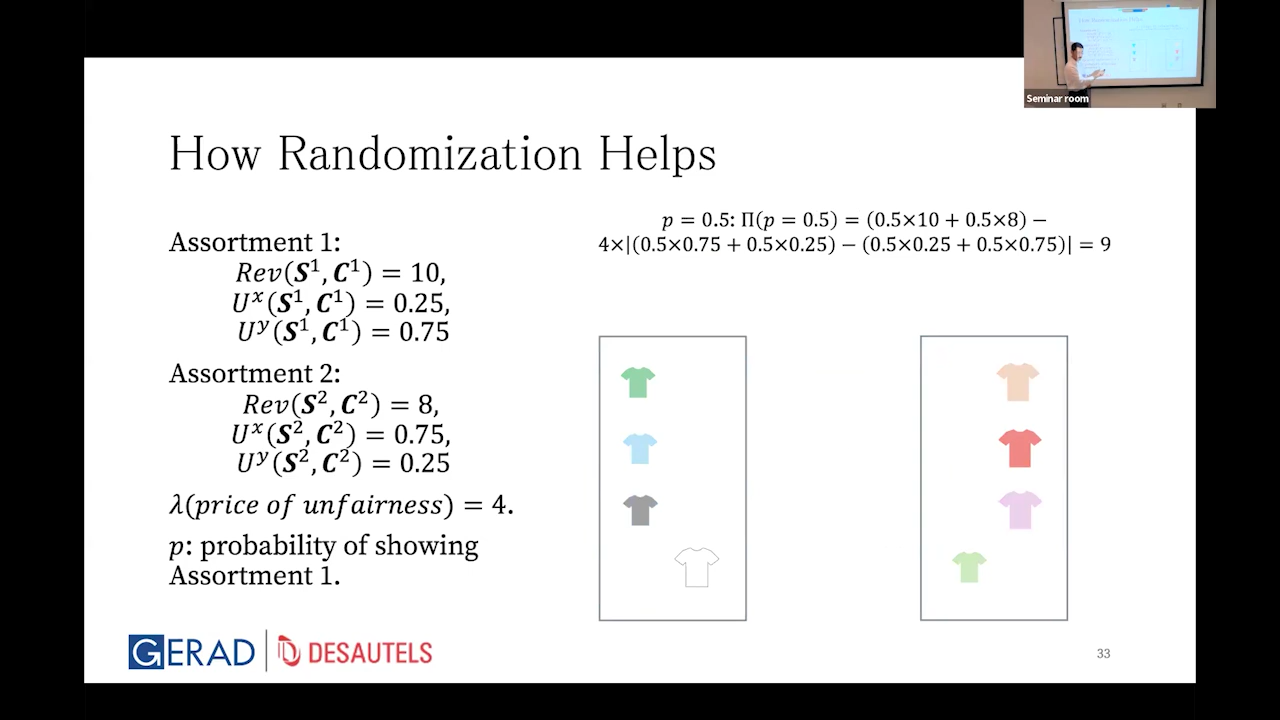 Seminar room
How Randomization Helps
𝑝 = 0.5: Π(𝑝 = 0.5) = (0.5×10 + 0.5×8) −
4×|(0.5×0.75 + 0.5×0.25) − (0.5×0.25 + 0.5×0.75)| = 9
Assortment 1:
𝑅𝑒𝑣(𝑺¹, 𝑪¹) = 10,
𝑈ˣ(𝑺¹, 𝑪¹) = 0.25,
𝑈ʸ(𝑺¹, 𝑪¹) = 0.75
Assortment 2:
𝑅𝑒𝑣(𝑺², 𝑪²) = 8,
𝑈ˣ(𝑺², 𝑪²) = 0.75,
𝑈ʸ(𝑺², 𝑪²) = 0.25
𝜆(𝑝𝑟𝑖𝑐𝑒 𝑜𝑓 𝑢𝑛𝑓𝑎𝑖𝑟𝑛𝑒𝑠𝑠) = 4.
𝑝: probability of showing
Assortment 1.
GERAD DESAUTELS
33